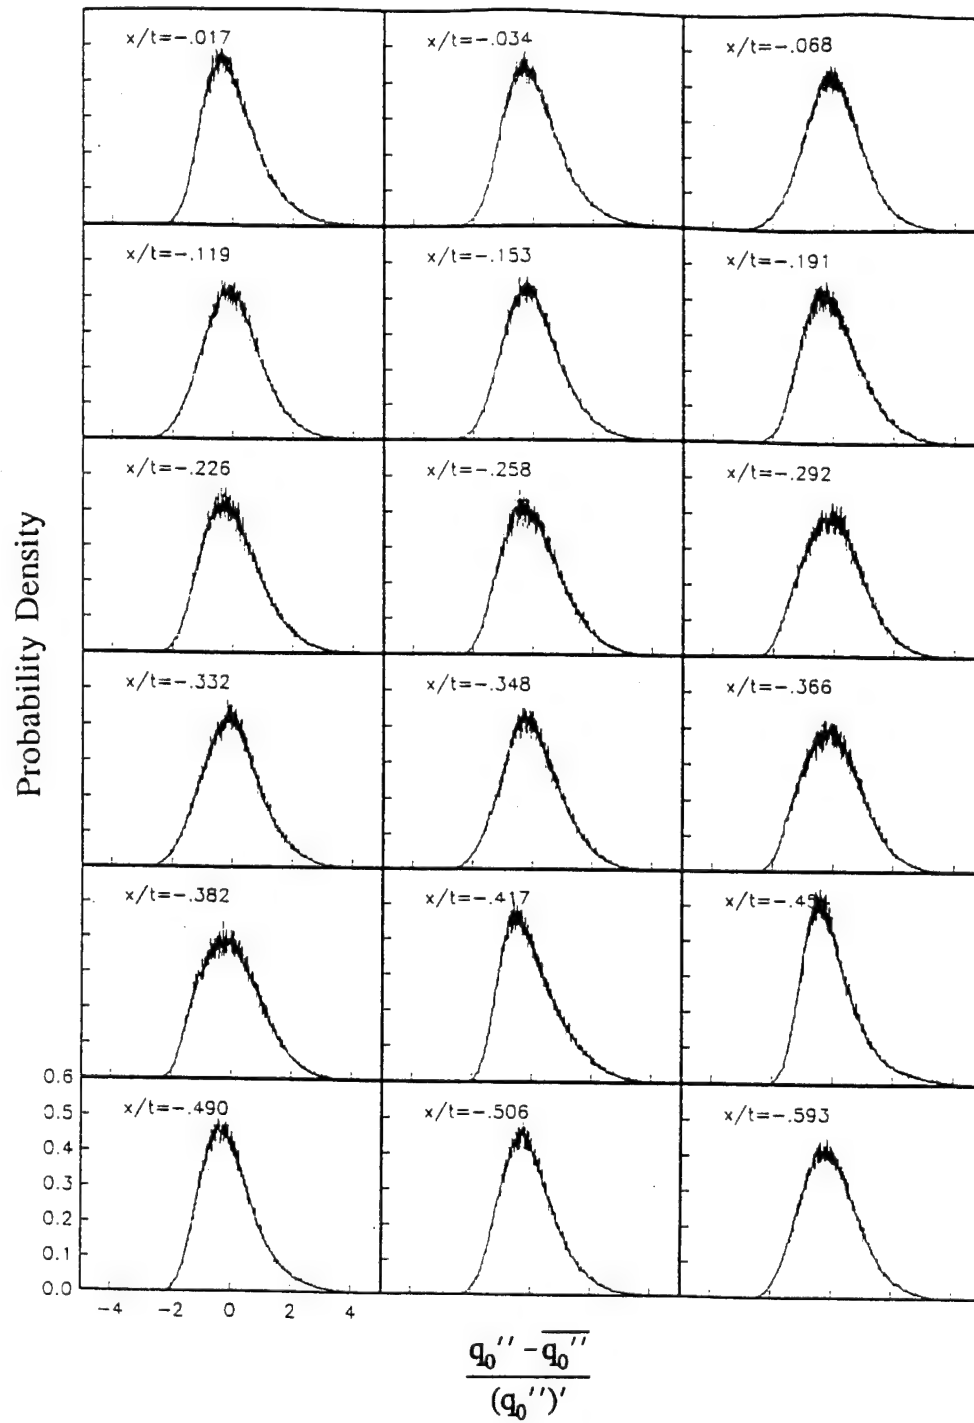 x/t=-.017
x/t=-.034
x/t=-.068
x/t=-.119
x/t=-.153
x/t=-.191
x/t=-.226
x/t=-.258
x/t=-.292
x/t=-.332
x/t=-.348
x/t=-.366
x/t=-.382
x/t=-.417
x/t=-.45
x/t=-.490
x/t=-.506
x/t=-.593
Probability Density
0.6
0.5
0.4
0.3
0.2
0.1
0.0
-4 -2 0 2 4
q₀'' - q̅₀''̅
(q₀'')'